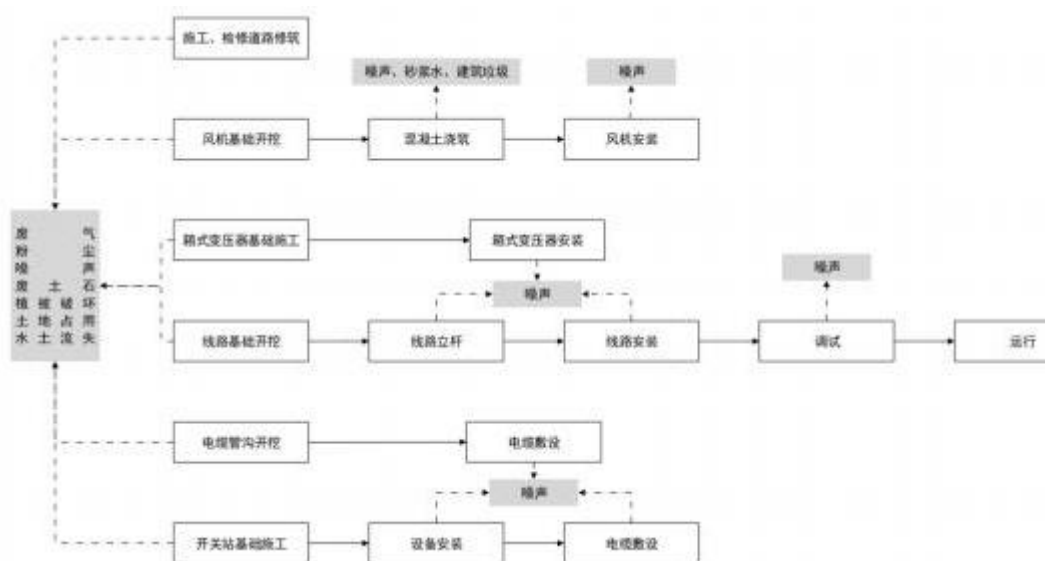 施工、检修道路修筑
噪声、砂浆水、建筑垃圾
噪声
风机基础开挖
混凝土浇筑
风机安装
废气
粉尘
噪声
废土石
植被破坏
土地占用
水土流失
箱式变压器基础施工
箱式变压器安装
噪声
噪声
线路基础开挖
线路立杆
线路安装
调试
运行
电缆管沟开挖
电缆敷设
噪声
开关站基础施工
设备安装
电缆敷设